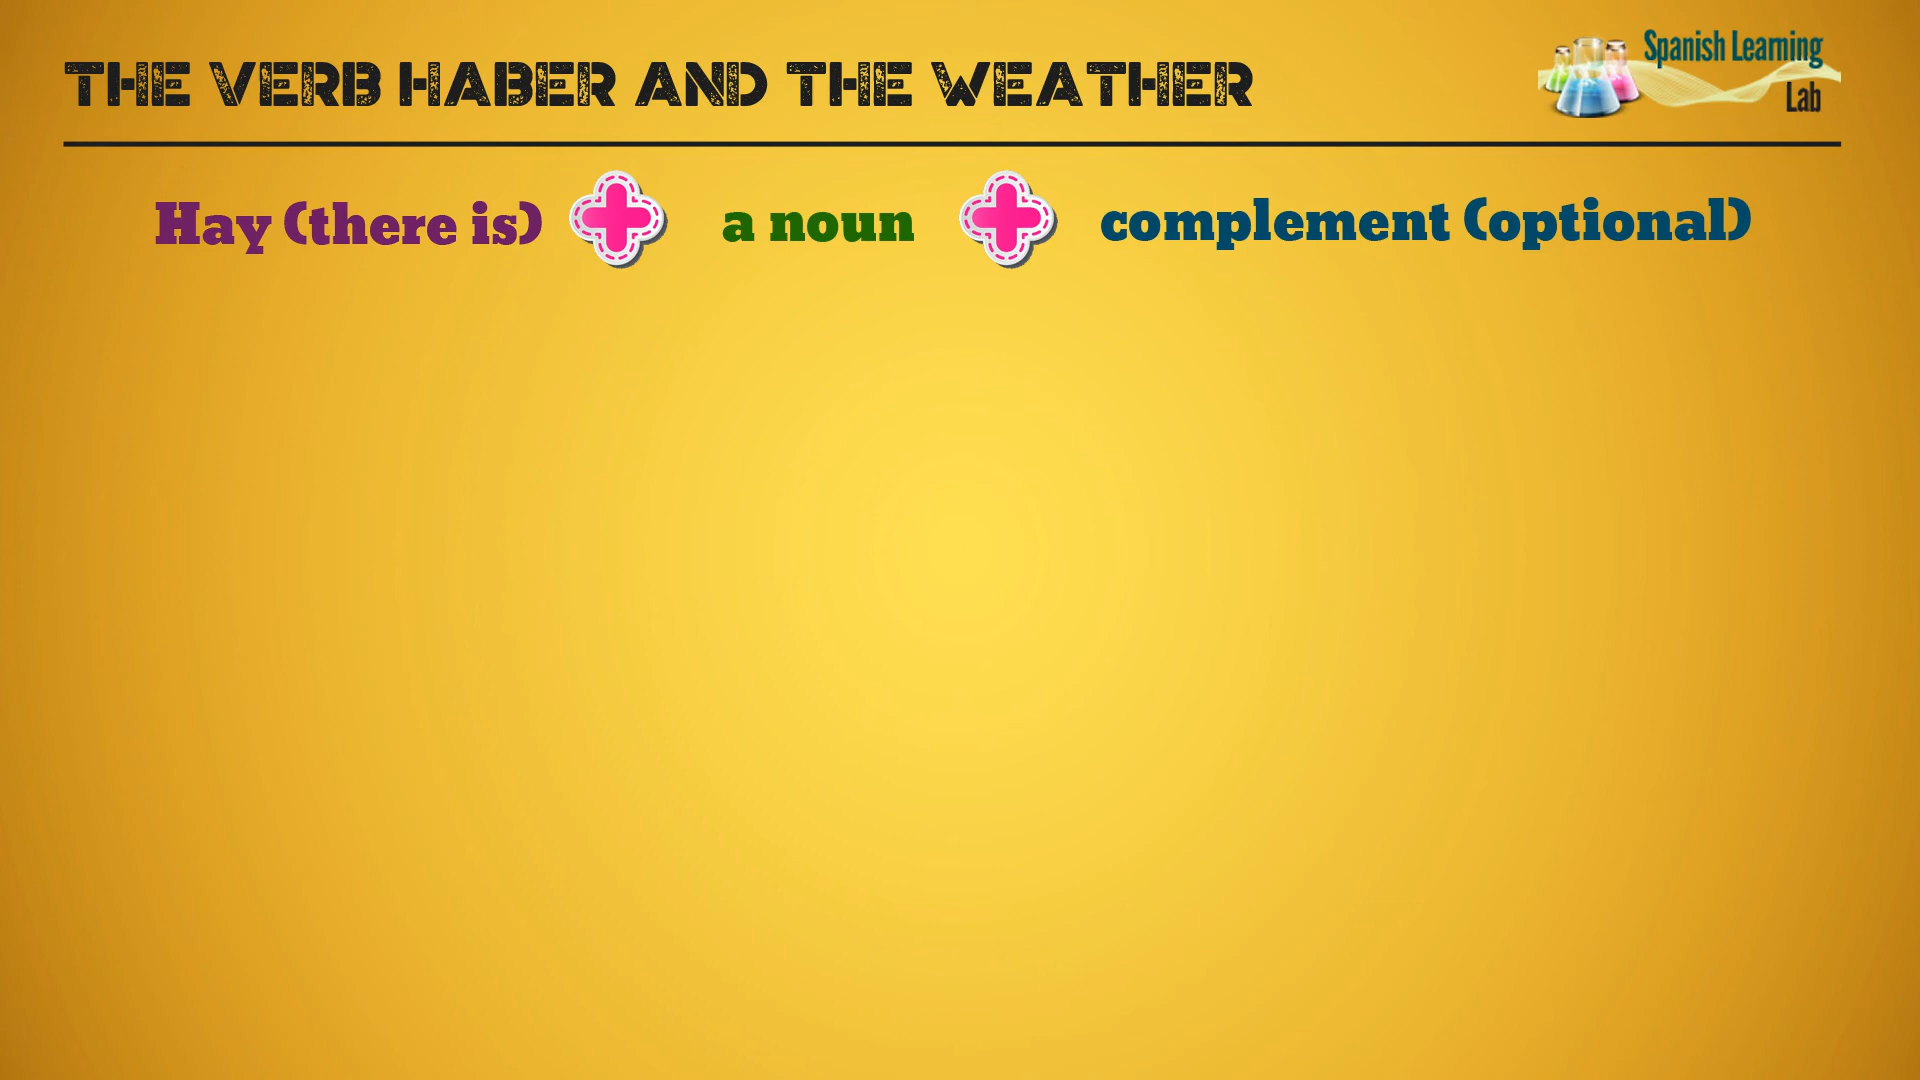 THE VERB HABER AND THE WEATHER
Spanish Learning
Lab
Hay (there is) + a noun + complement (optional)